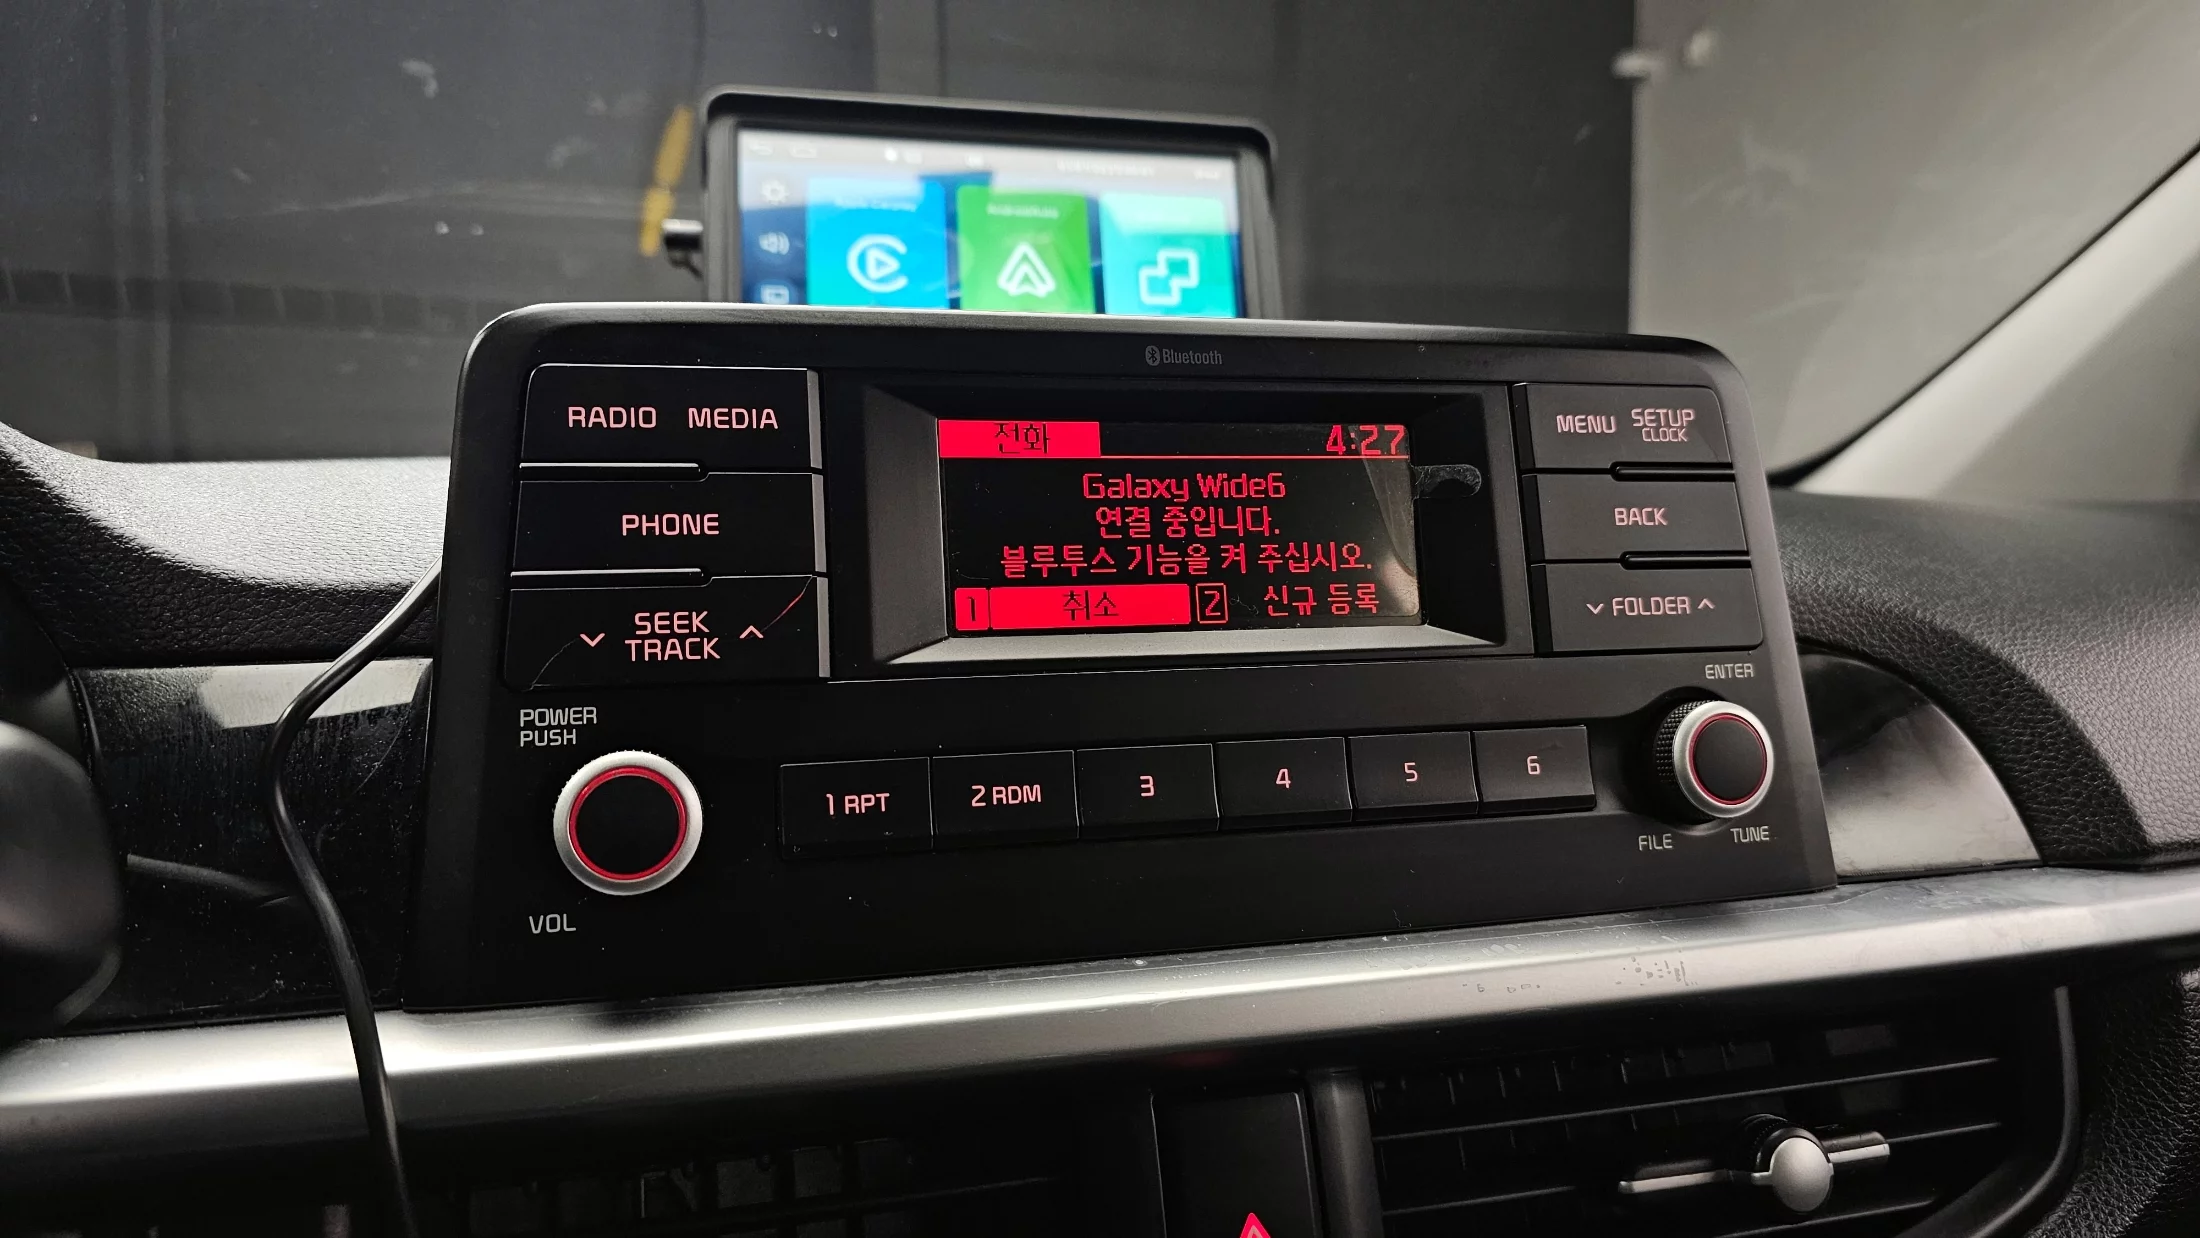 Bluetooth
RADIO MEDIA
PHONE
SEEK
TRACK
POWER
PUSH
VOL
전화 4:27
Galaxy Wide6
연결 중입니다.
블루투스 기능을 켜 주십시오.
1 취소 2 신규 등록
MENU SETUP
CLOCK
BACK
FOLDER
ENTER
1 RPT 2 RDM 3 4 5 6
FILE TUNE